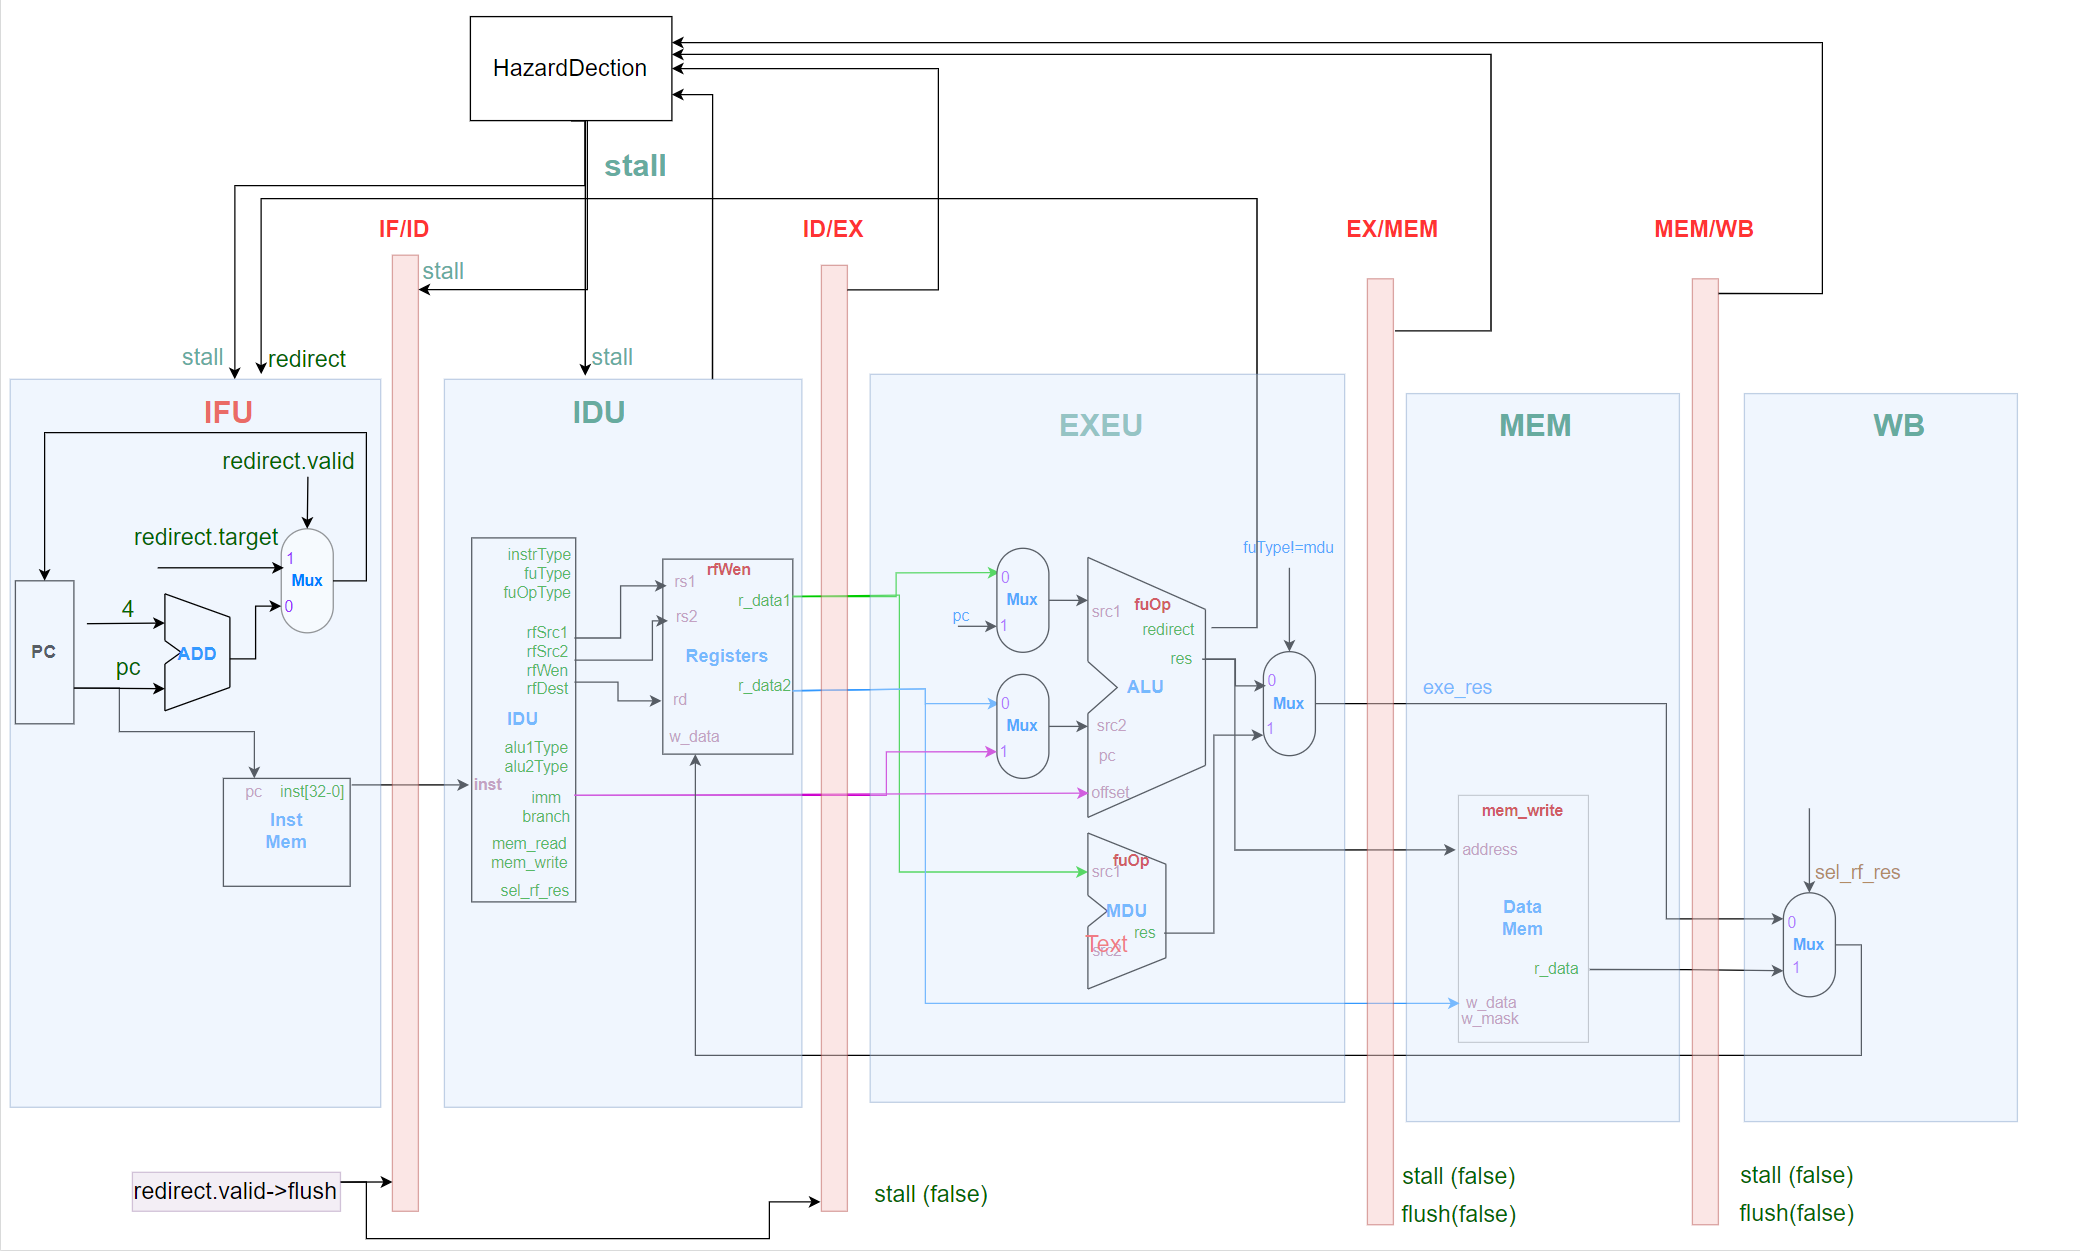 HazardDection
stall
IF/ID
ID/EX
EX/MEM
MEM/WB
stall
stall
redirect
stall
IFU
IDU
EXEU
MEM
WB
redirect.valid
redirect.target
1
Mux
0
4
pc
ADD
PC
pc
inst[32-0]
Inst
Mem
instrType
fuType
fuOpType
rfSrc1
rfSrc2
rfWen
rfDest
IDU
alu1Type
alu2Type
inst
imm
branch
mem_read
mem_write
sel_rf_res
rfWen
rs1
r_data1
rs2
Registers
r_data2
rd
w_data
0
Mux
1
pc
0
Mux
1
fuOp
src1
redirect
res
ALU
src2
pc
offset
fuOp
src1
MDU
res
Text
src2
fuType!=mdu
0
Mux
1
exe_res
mem_write
address
Data
Mem
r_data
w_data
w_mask
sel_rf_res
0
Mux
1
redirect.valid->flush
stall (false)
stall (false)
flush(false)
stall (false)
flush(false)